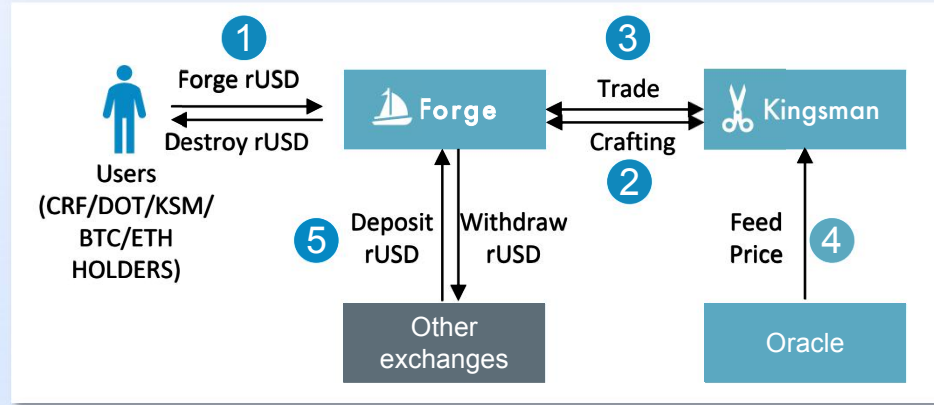 1
Forge rUSD
Destroy rUSD
Users
(CRF/DOT/KSM/
BTC/ETH
HOLDERS)
Forge
3
Trade
Crafting
2
Kingsman
5
Deposit
rUSD
Withdraw
rUSD
Feed
Price
4
Other
exchanges
Oracle